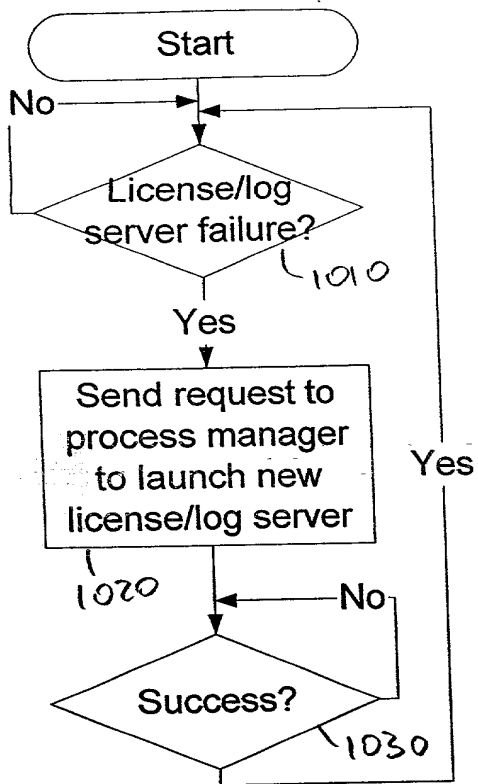 Start
No
License/log
server failure?
1010
Yes
Send request to
process manager
to launch new
license/log server
Yes
1020
No
Success?
1030